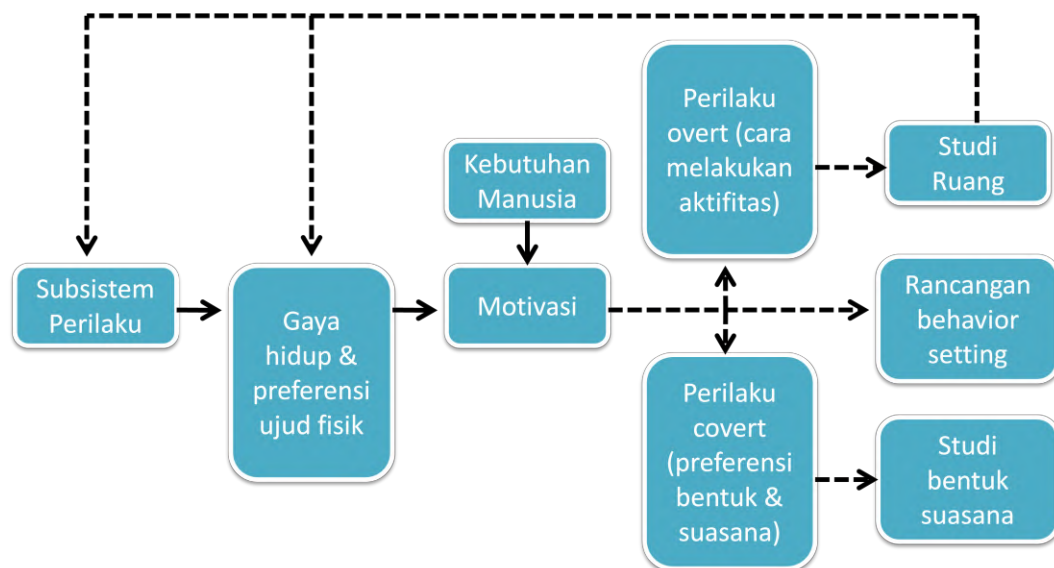 Subsistem
Perilaku
Gaya
hidup &
preferensi
ujud fisik
Kebutuhan
Manusia
Motivasi
Perilaku
overt (cara
melakukan
aktifitas)
Perilaku
covert
(preferensi
bentuk &
suasana)
Studi
Ruang
Rancangan
behavior
setting
Studi
bentuk
suasana